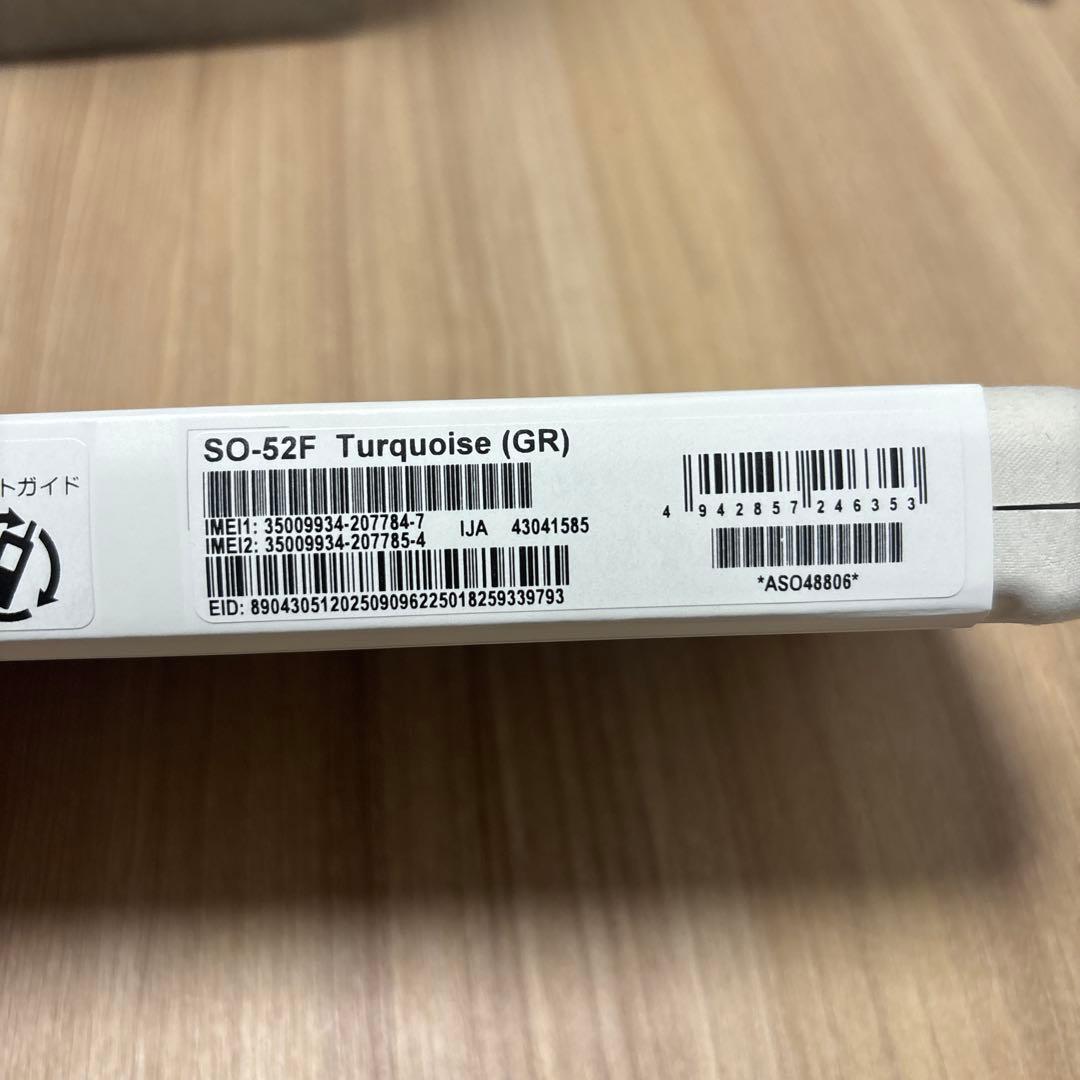 トガイド
SO-52F Turquoise (GR)
IMEI1: 35009934-207784-7 IJA 43041585
IMEI2: 35009934-207785-4
EID: 89043051202509096225018259339793
4 942857 246353
*ASO48806*